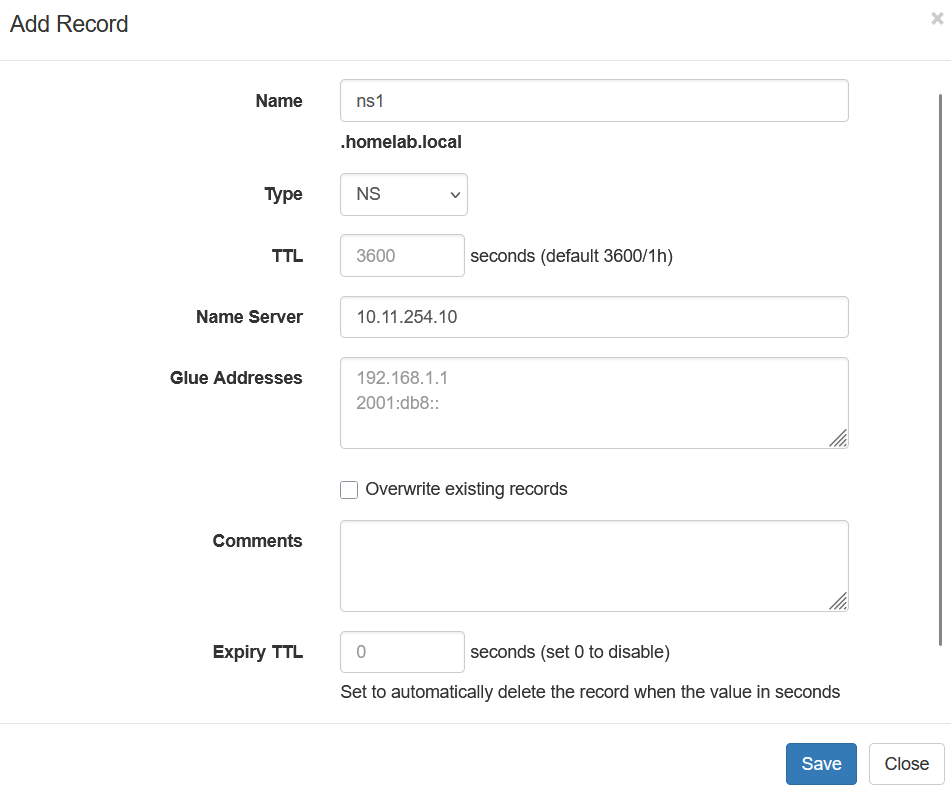 Add Record
×
Name
ns1
.homelab.local
Type
NS
TTL
3600
seconds (default 3600/1h)
Name Server
10.11.254.10
Glue Addresses
192.168.1.1
2001:db8::
Overwrite existing records
Comments
Expiry TTL
0
seconds (set 0 to disable)
Set to automatically delete the record when the value in seconds
Save
Close